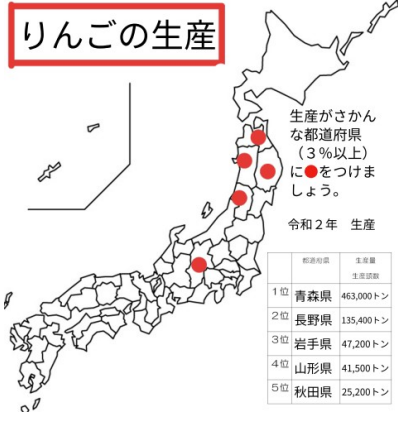 りんごの生産
生産がさかん
な都道府県
（３％以上）
に●をつけま
しょう。
令和２年　生産
都道府県 生産量
生産頭数
1位 青森県 463,000トン
2位 長野県 135,400トン
3位 岩手県 47,200トン
4位 山形県 41,500トン
5位 秋田県 25,200トン